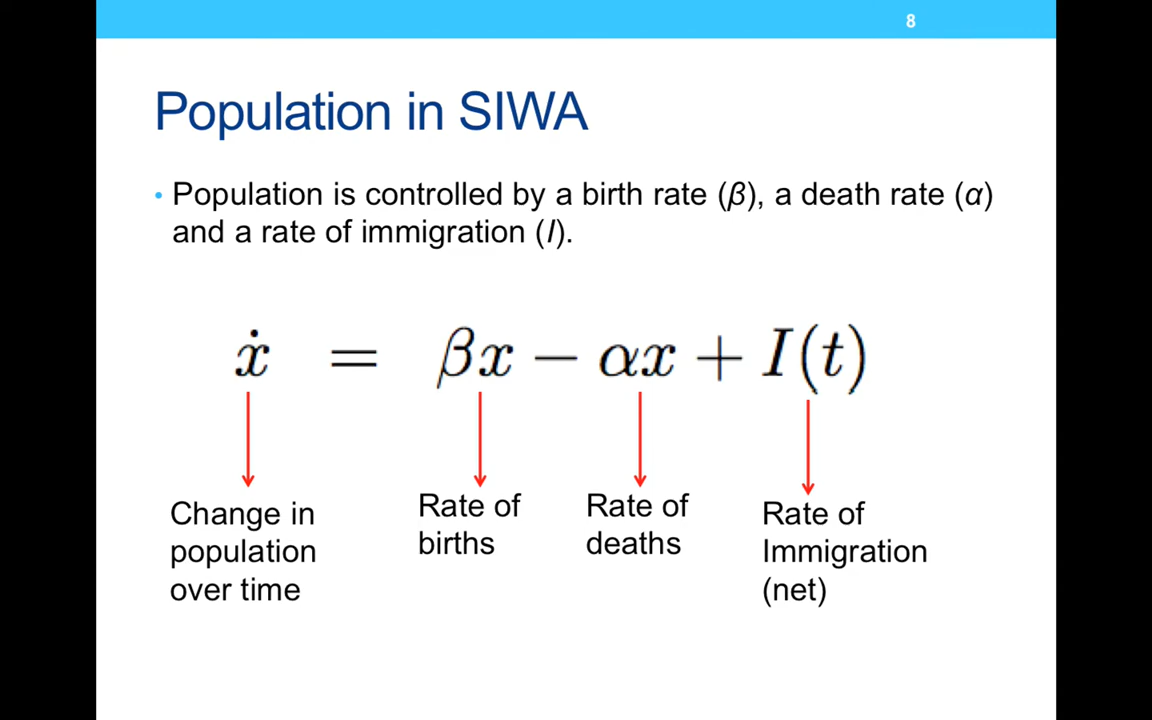 8
Population in SIWA
• Population is controlled by a birth rate (β), a death rate (α)
and a rate of immigration (I).
ẋ = βx − αx + I(t)
Change in
population
over time
Rate of
births
Rate of
deaths
Rate of
Immigration
(net)